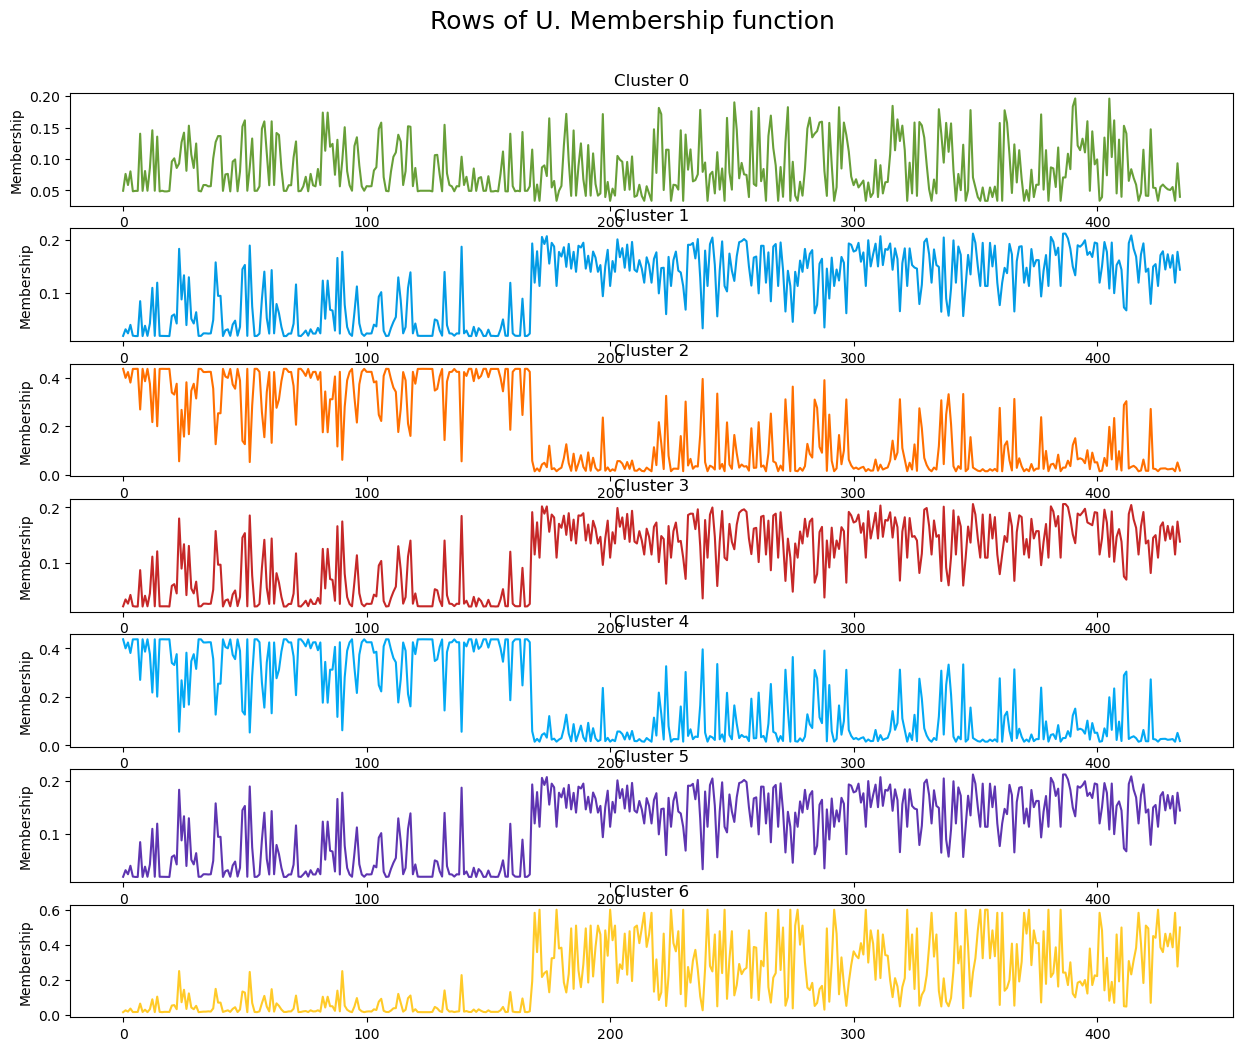 Rows of U. Membership function
Cluster 0
Membership
0.20
0.15
0.10
0.05
0 100 200 300 400
Cluster 1
Membership
0.2
0.1
0 100 200 300 400
Cluster 2
Membership
0.4
0.2
0.0
0 100 200 300 400
Cluster 3
Membership
0.2
0.1
0 100 200 300 400
Cluster 4
Membership
0.4
0.2
0.0
0 100 200 300 400
Cluster 5
Membership
0.2
0.1
0 100 200 300 400
Cluster 6
Membership
0.6
0.4
0.2
0.0
0 100 200 300 400